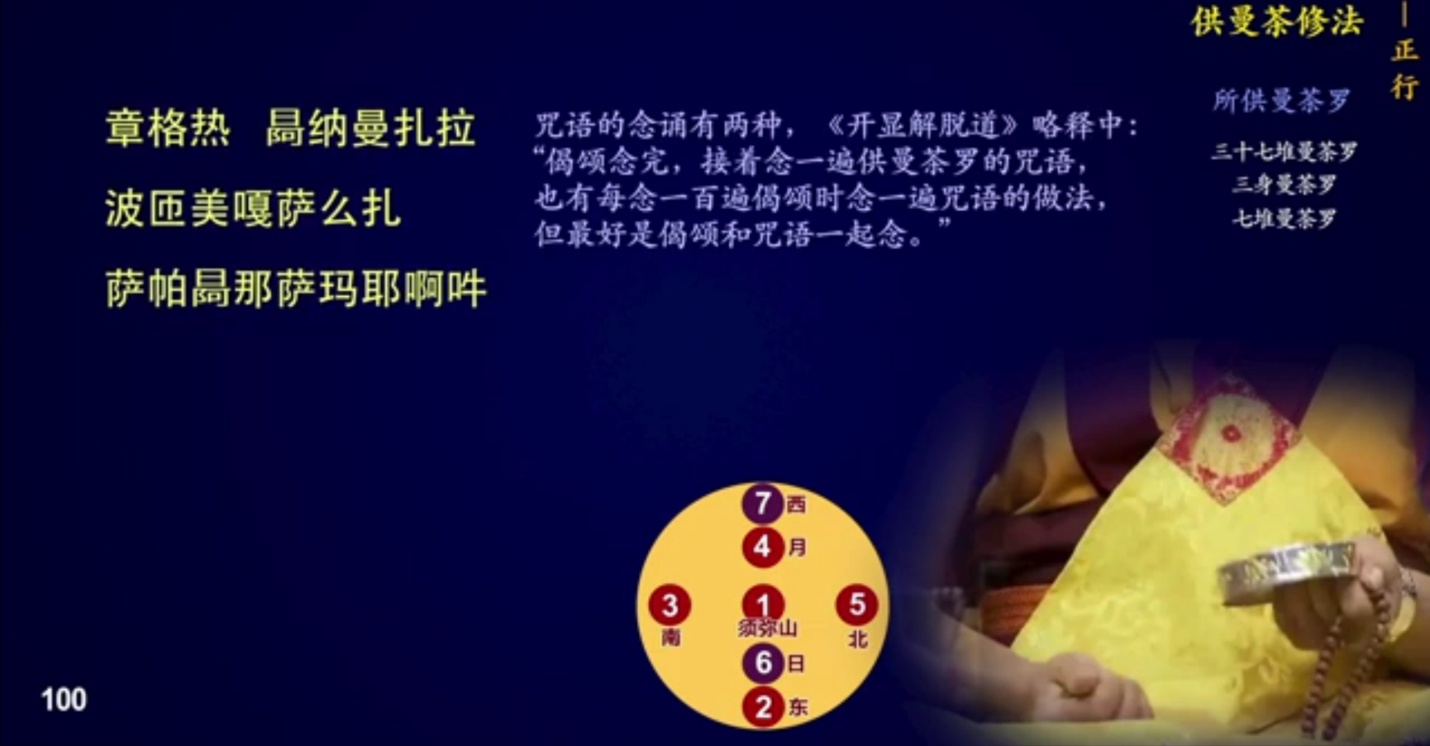 供曼茶修法
—正行
所供曼茶罗
三十七堆曼茶罗
三身曼茶罗
七堆曼茶罗
章格热 曷纳曼扎拉
波匝美嘎萨么扎
萨帕曷那萨玛耶啊吽
咒语的念诵有两种，《开显解脱道》略释中：
“偈颂念完，接着念一遍供曼茶罗的咒语，
也有每念一百遍偈颂时念一遍咒语的做法，
但最好是偈颂和咒语一起念。”
7 西
4 月
3 南
1 须弥山
5 北
6 日
2 东
100